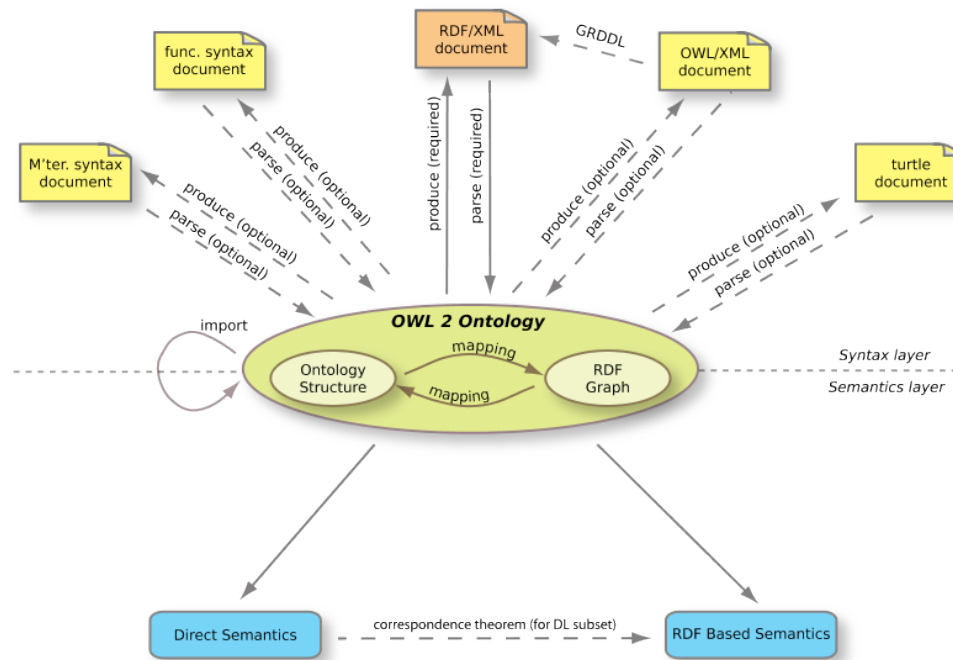 RDF/XML
document
GRDDL
func. syntax
document
OWL/XML
document
M'ter. syntax
document
turtle
document
produce (optional)
parse (optional)
produce (optional)
parse (optional)
produce (required)
parse (required)
produce (optional)
parse (optional)
produce (optional)
parse (optional)
OWL 2 Ontology
import
mapping
Ontology
Structure
RDF
Graph
mapping
Syntax layer
Semantics layer
Direct Semantics
correspondence theorem (for DL subset)
RDF Based Semantics